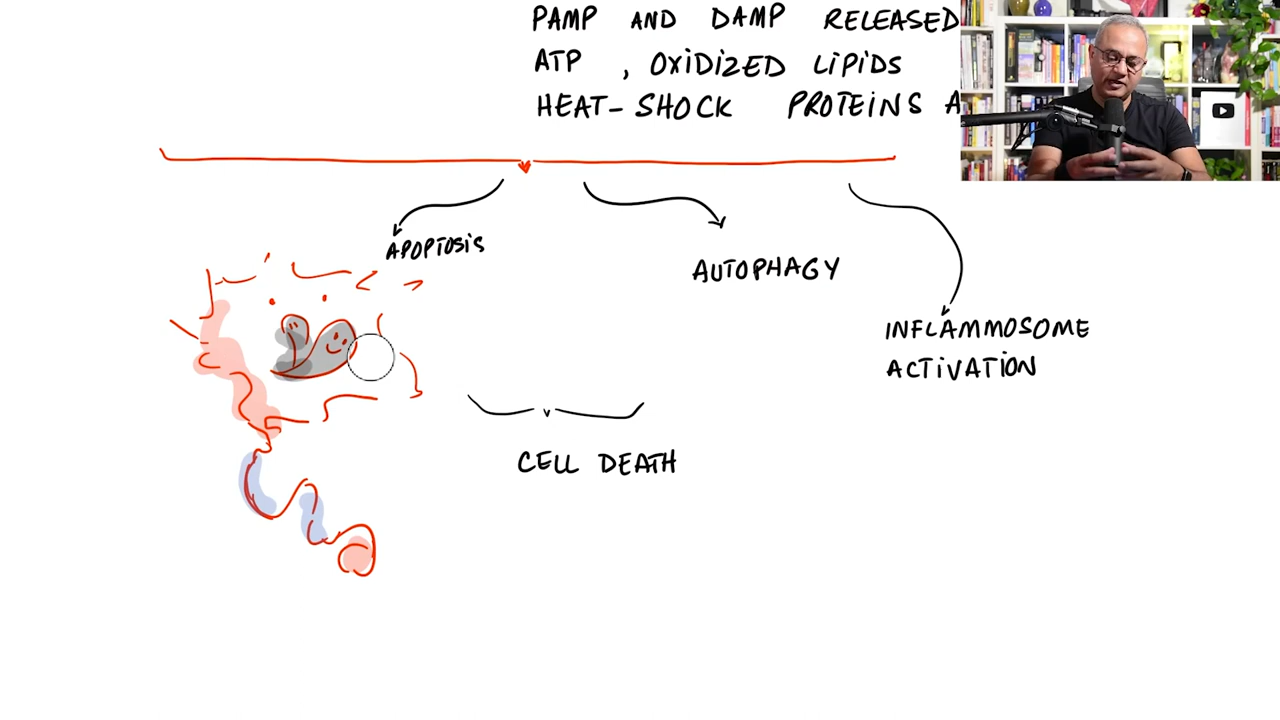 PAMP AND DAMP RELEASED
ATP , OXIDIZED LIPIDS
HEAT-SHOCK PROTEINS A
APOPTOSIS
AUTOPHAGY
INFLAMMOSOME
ACTIVATION
CELL DEATH